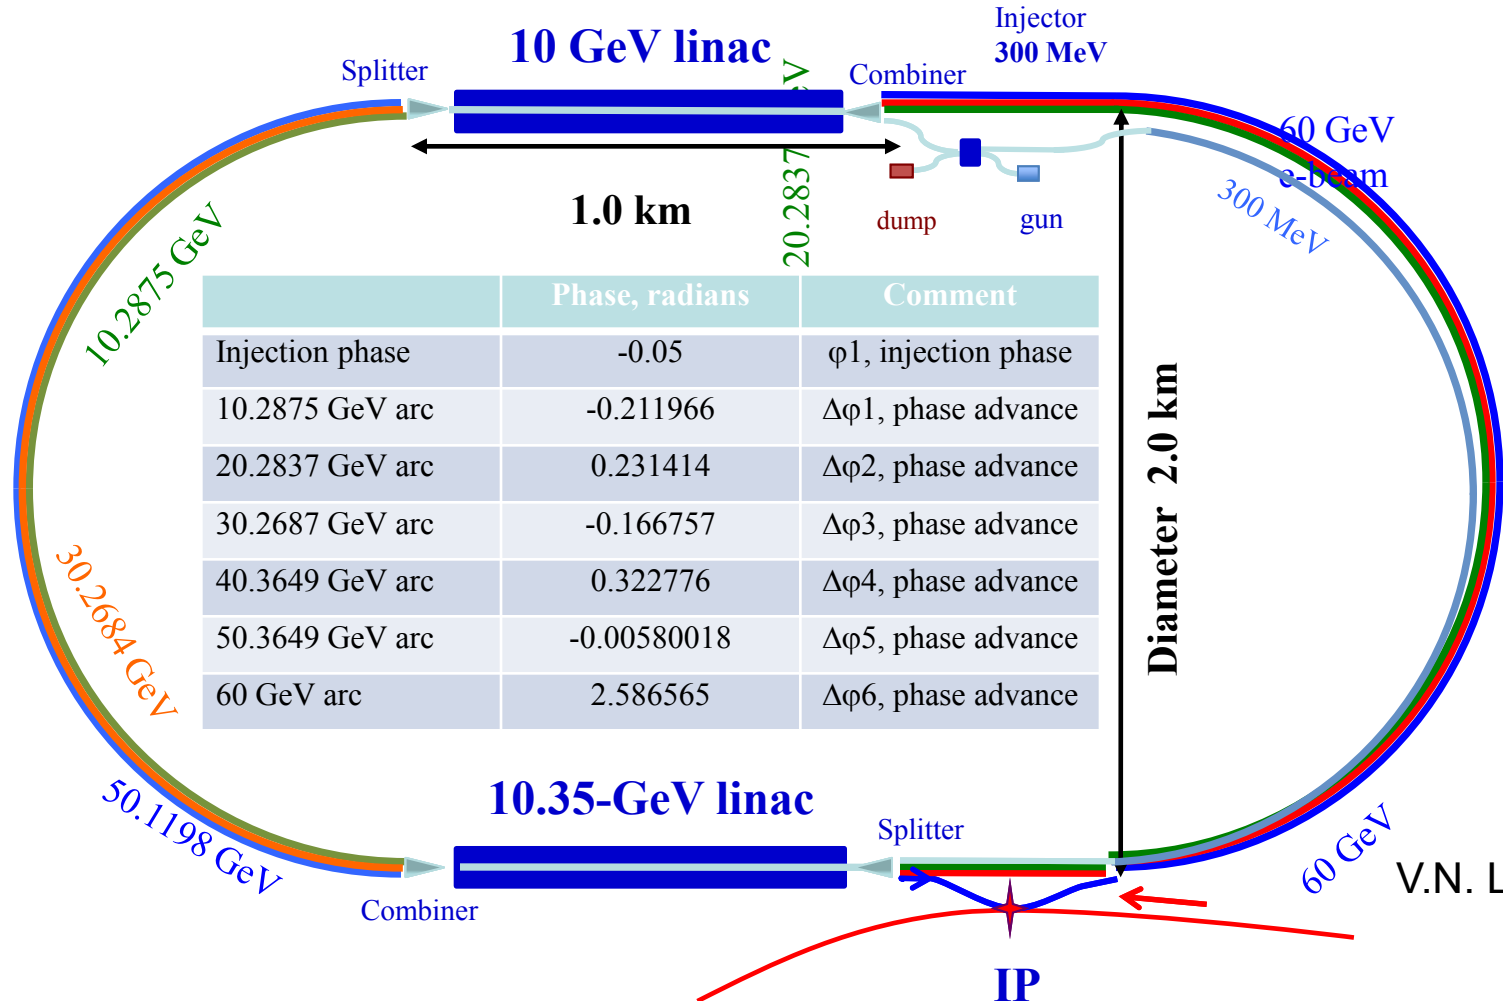 Injector
300 MeV
10 GeV linac
Splitter
Combiner
20.2837 eV
60 GeV
e-beam
300 MeV
1.0 km
dump
gun
10.2875 GeV
Phase, radians Comment
Injection phase -0.05 φ1, injection phase
10.2875 GeV arc -0.211966 Δφ1, phase advance
20.2837 GeV arc 0.231414 Δφ2, phase advance
30.2687 GeV arc -0.166757 Δφ3, phase advance
40.3649 GeV arc 0.322776 Δφ4, phase advance
50.3649 GeV arc -0.00580018 Δφ5, phase advance
60 GeV arc 2.586565 Δφ6, phase advance
Diameter 2.0 km
30.2684 GeV
50.1198 GeV
10.35-GeV linac
Splitter
Combiner
60 GeV
V.N. L
IP